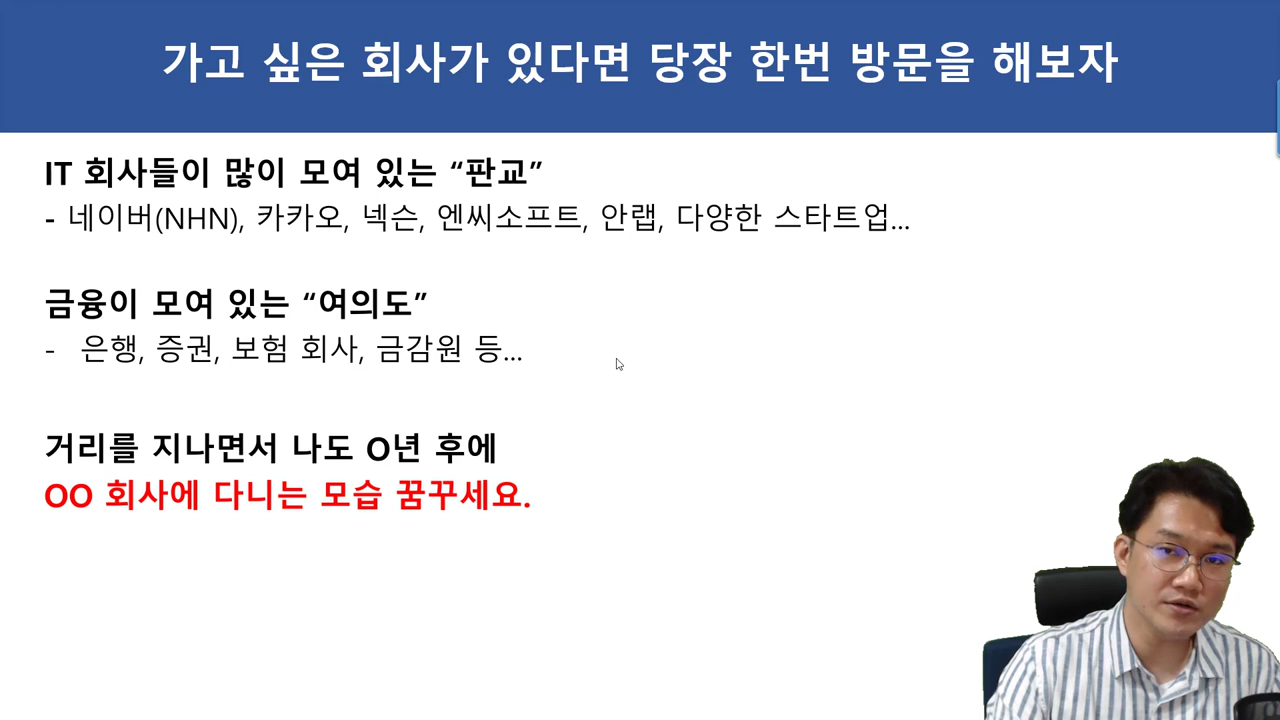 가고 싶은 회사가 있다면 당장 한번 방문을 해보자
IT 회사들이 많이 모여 있는 “판교”
- 네이버(NHN), 카카오, 넥슨, 엔씨소프트, 안랩, 다양한 스타트업...
금융이 모여 있는 “여의도”
- 은행, 증권, 보험 회사, 금감원 등...
거리를 지나면서 나도 O년 후에
OO 회사에 다니는 모습 꿈꾸세요.